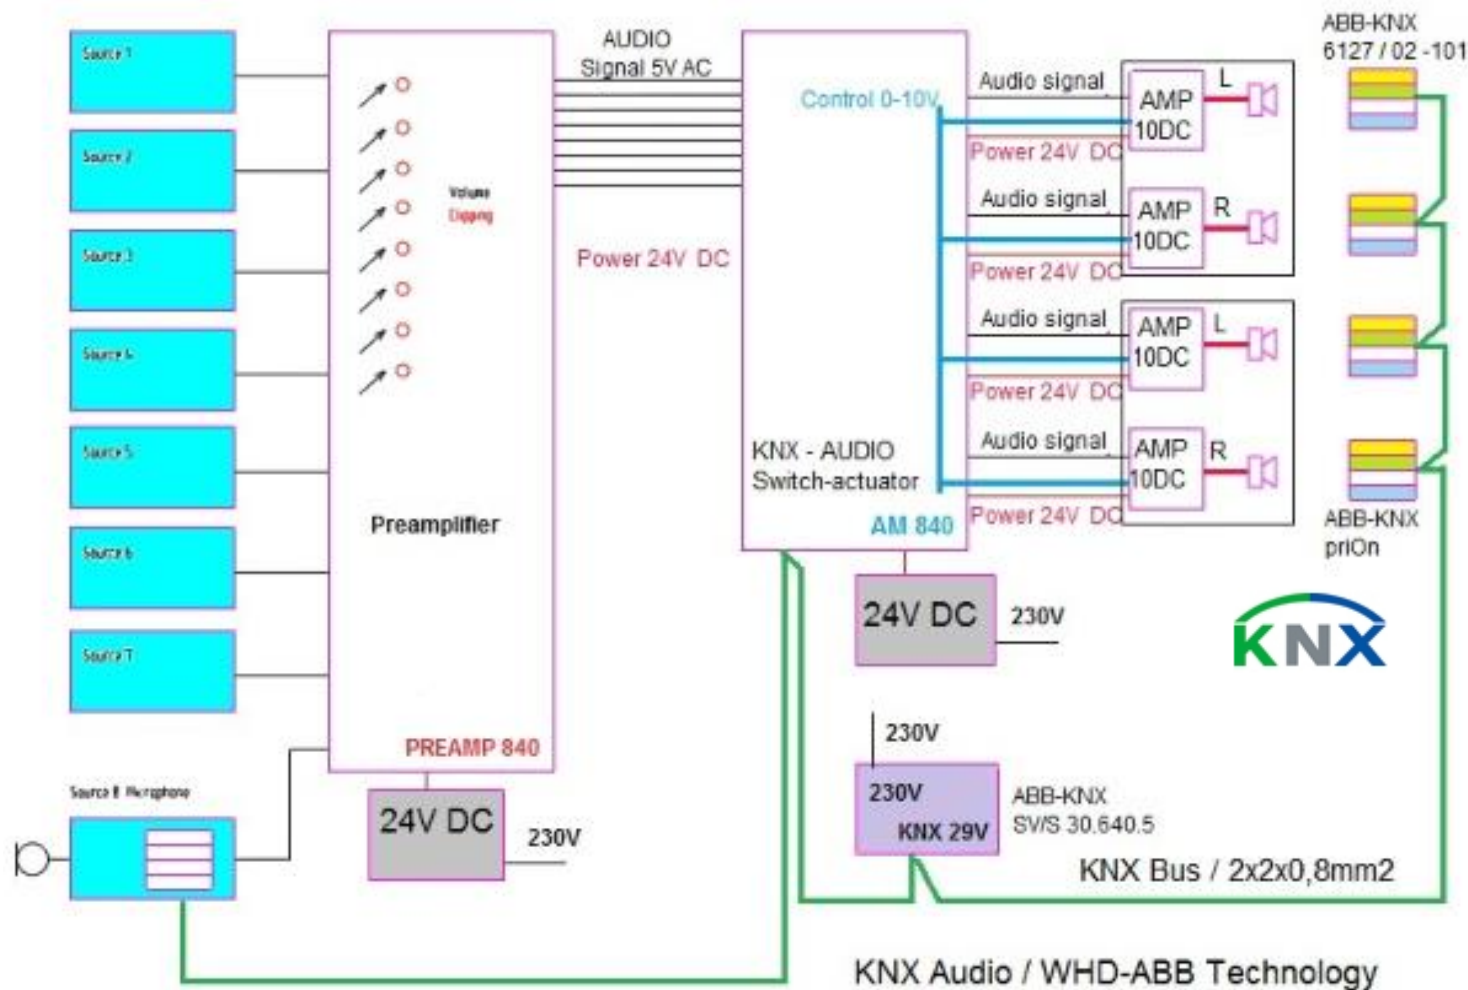 Source 1
Source 2
Source 3
Source 4
Source 5
Source 6
Source 7
Source 8 Microphone
Volume
Clipping
Preamplifier
PREAMP 840
24V DC
230V
AUDIO
Signal 5V AC
Power 24V DC
Control 0-10V
KNX - AUDIO
Switch-actuator
AM 840
24V DC
230V
Audio signal
Power 24V DC
AMP
10DC
L
Audio signal
Power 24V DC
AMP
10DC
R
Audio signal
Power 24V DC
AMP
10DC
L
Audio signal
Power 24V DC
AMP
10DC
R
ABB-KNX
6127 / 02 -101
ABB-KNX
priOn
KNX
230V
230V
KNX 29V
ABB-KNX
SV/S 30.640.5
KNX Bus / 2x2x0,8mm2
KNX Audio / WHD-ABB Technology